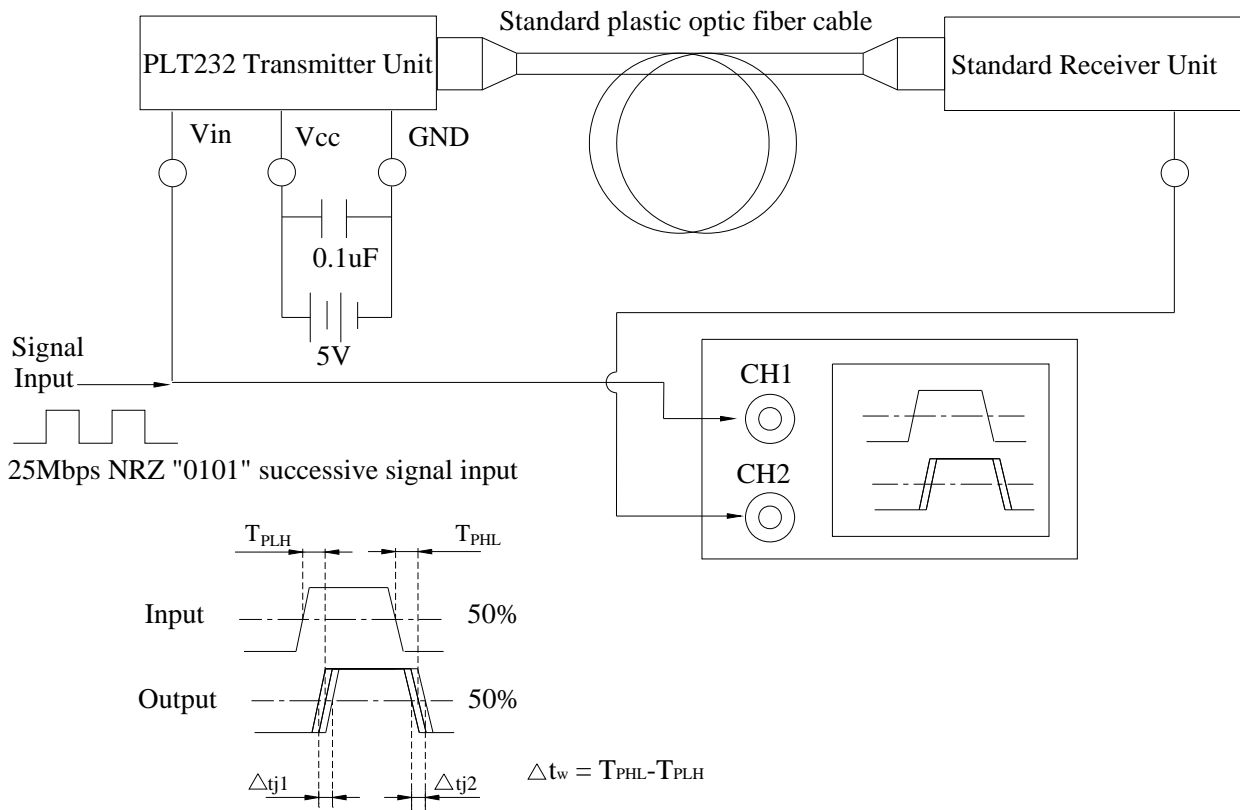 Standard plastic optic fiber cable
PLT232 Transmitter Unit
Standard Receiver Unit
Vin
Vcc
GND
0.1uF
5V
Signal
Input
CH1
CH2
25Mbps NRZ "0101" successive signal input
TPLH
TPHL
Input
50%
Output
50%
△tj1
△tj2
△tw = TPHL-TPLH